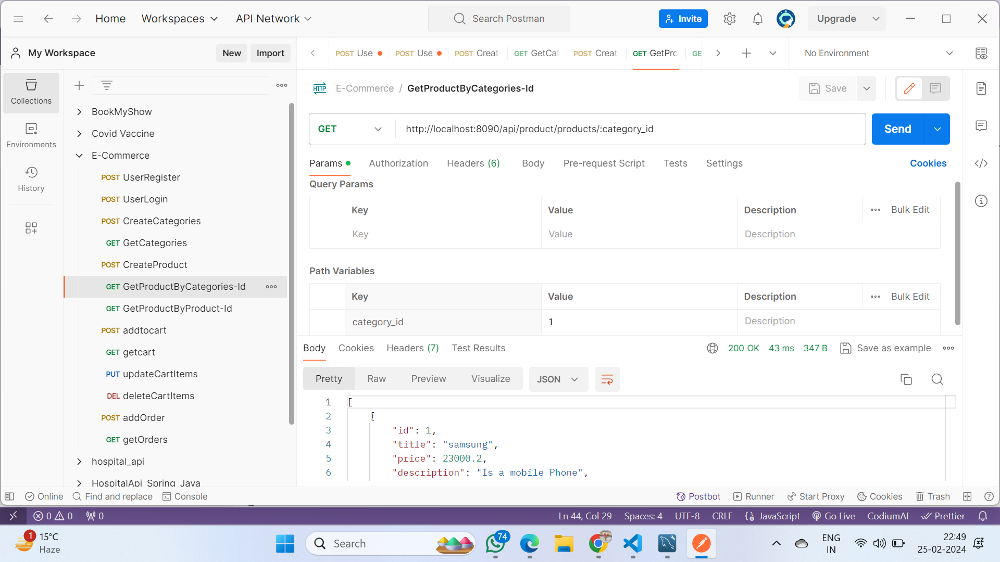 Home Workspaces API Network Search Postman Invite Upgrade
My Workspace New Import POST Use POST Use POST Creat GET GetCat POST Creat GET GetPro GE No Environment
Collections
Environments
History
BookMyShow
Covid Vaccine
E-Commerce
POST UserRegister
POST UserLogin
POST CreateCategories
GET GetCategories
POST CreateProduct
GET GetProductByCategories-Id
GET GetProductByProduct-Id
POST addtocart
GET getcart
PUT updateCartItems
DEL deleteCartItems
POST addOrder
GET getOrders
hospital_api
HospitalApi_Spring_Java
HTTP E-Commerce / GetProductByCategories-Id Save
GET http://localhost:8090/api/product/products/:category_id Send
Params Authorization Headers (6) Body Pre-request Script Tests Settings Cookies
Query Params
Key Value Description Bulk Edit
Key Value Description
Path Variables
Key Value Description Bulk Edit
category_id 1 Description
Body Cookies Headers (7) Test Results 200 OK 43 ms 347 B Save as example
Pretty Raw Preview Visualize JSON
1 [
2 {
3 "id": 1,
4 "title": "samsung",
5 "price": 23000.2,
6 "description": "Is a mobile Phone",
Online Find and replace Console Postbot Runner Start Proxy Cookies Trash
0 0 0 Ln 44, Col 29 Spaces: 4 UTF-8 CRLF JavaScript Go Live CodiumAI Prettier
1 15°C
Haze
Search 74
ENG
IN
22:49
25-02-2024